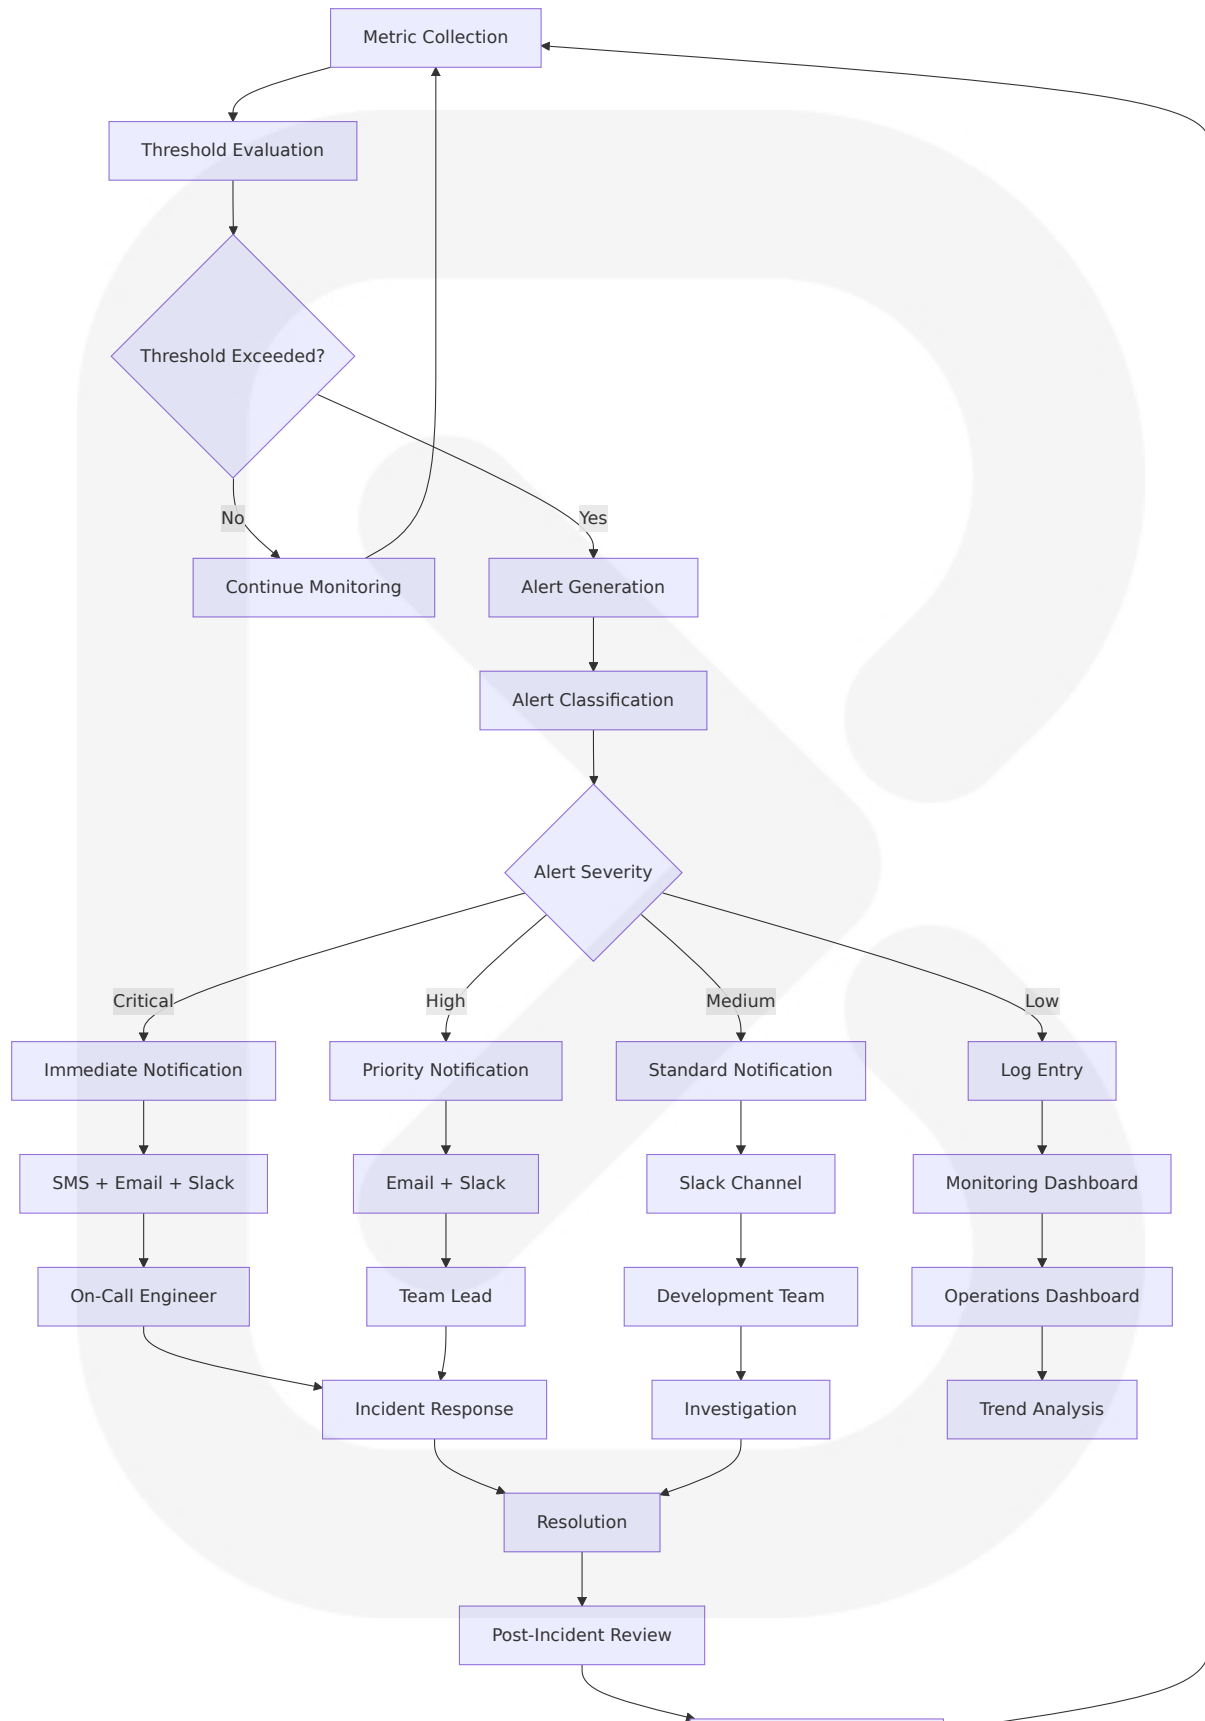 Metric Collection
Threshold Evaluation
Threshold Exceeded?
No
Yes
Continue Monitoring
Alert Generation
Alert Classification
Alert Severity
Critical
High
Medium
Low
Immediate Notification
Priority Notification
Standard Notification
Log Entry
SMS + Email + Slack
Email + Slack
Slack Channel
Monitoring Dashboard
On-Call Engineer
Team Lead
Development Team
Operations Dashboard
Incident Response
Investigation
Trend Analysis
Resolution
Post-Incident Review